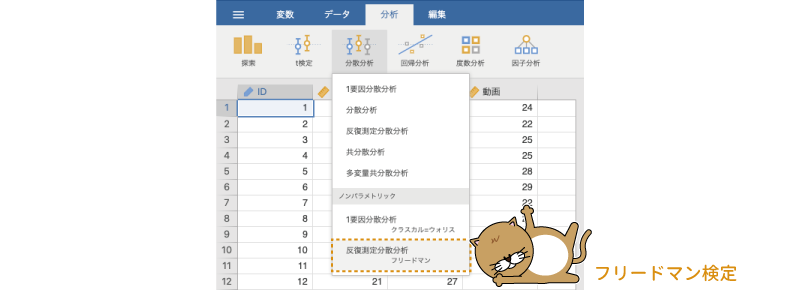 変数 データ 分析 編集
探索 t検定 分散分析 回帰分析 度数分析 因子分析
ID 動画
1 1 24
2 2 22
3 3 25
4 4 25
5 5 28
6 6 29
7 7 22
8 8
9 9
10 10
11 11
12 12 21 27
1要因分散分析
分散分析
反復測定分散分析
共分散分析
多変量共分散分析
ノンパラメトリック
1要因分散分析
クラスカル=ウォリス
反復測定分散分析
フリードマン
フリードマン検定